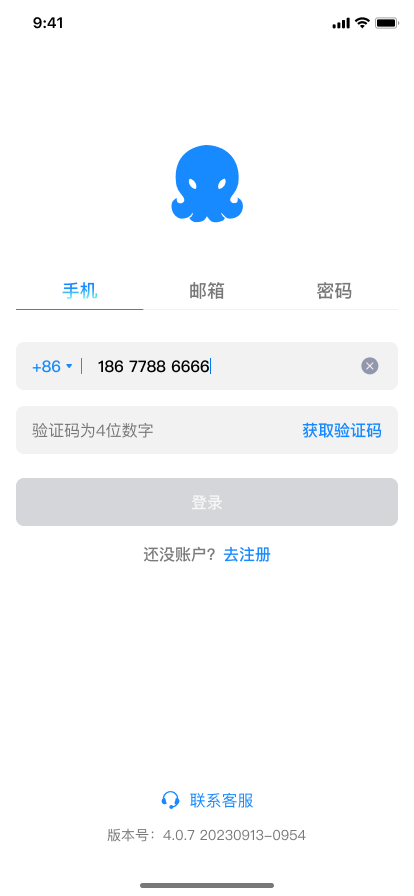 9:41
手机 邮箱 密码
+86 186 7788 6666
验证码为4位数字 获取验证码
登录
还没账户？去注册
联系客服
版本号：4.0.7 20230913-0954